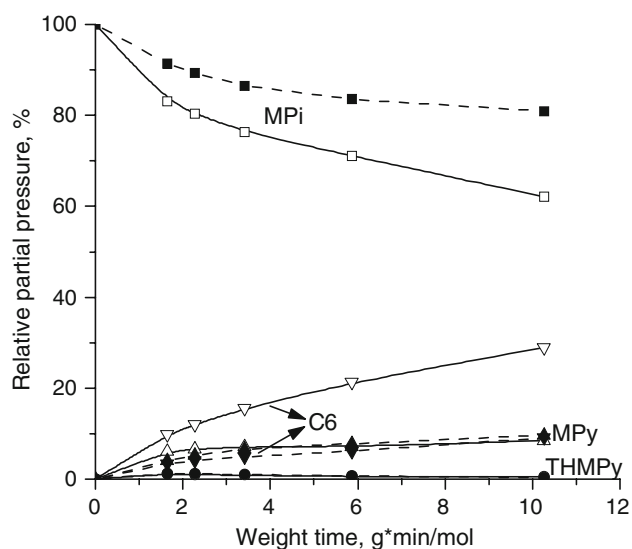 100
80
60
40
20
0
Relative partial pressure, %
MPi
C6
MPy
THMPy
0
2
4
6
8
10
12
Weight time, g*min/mol